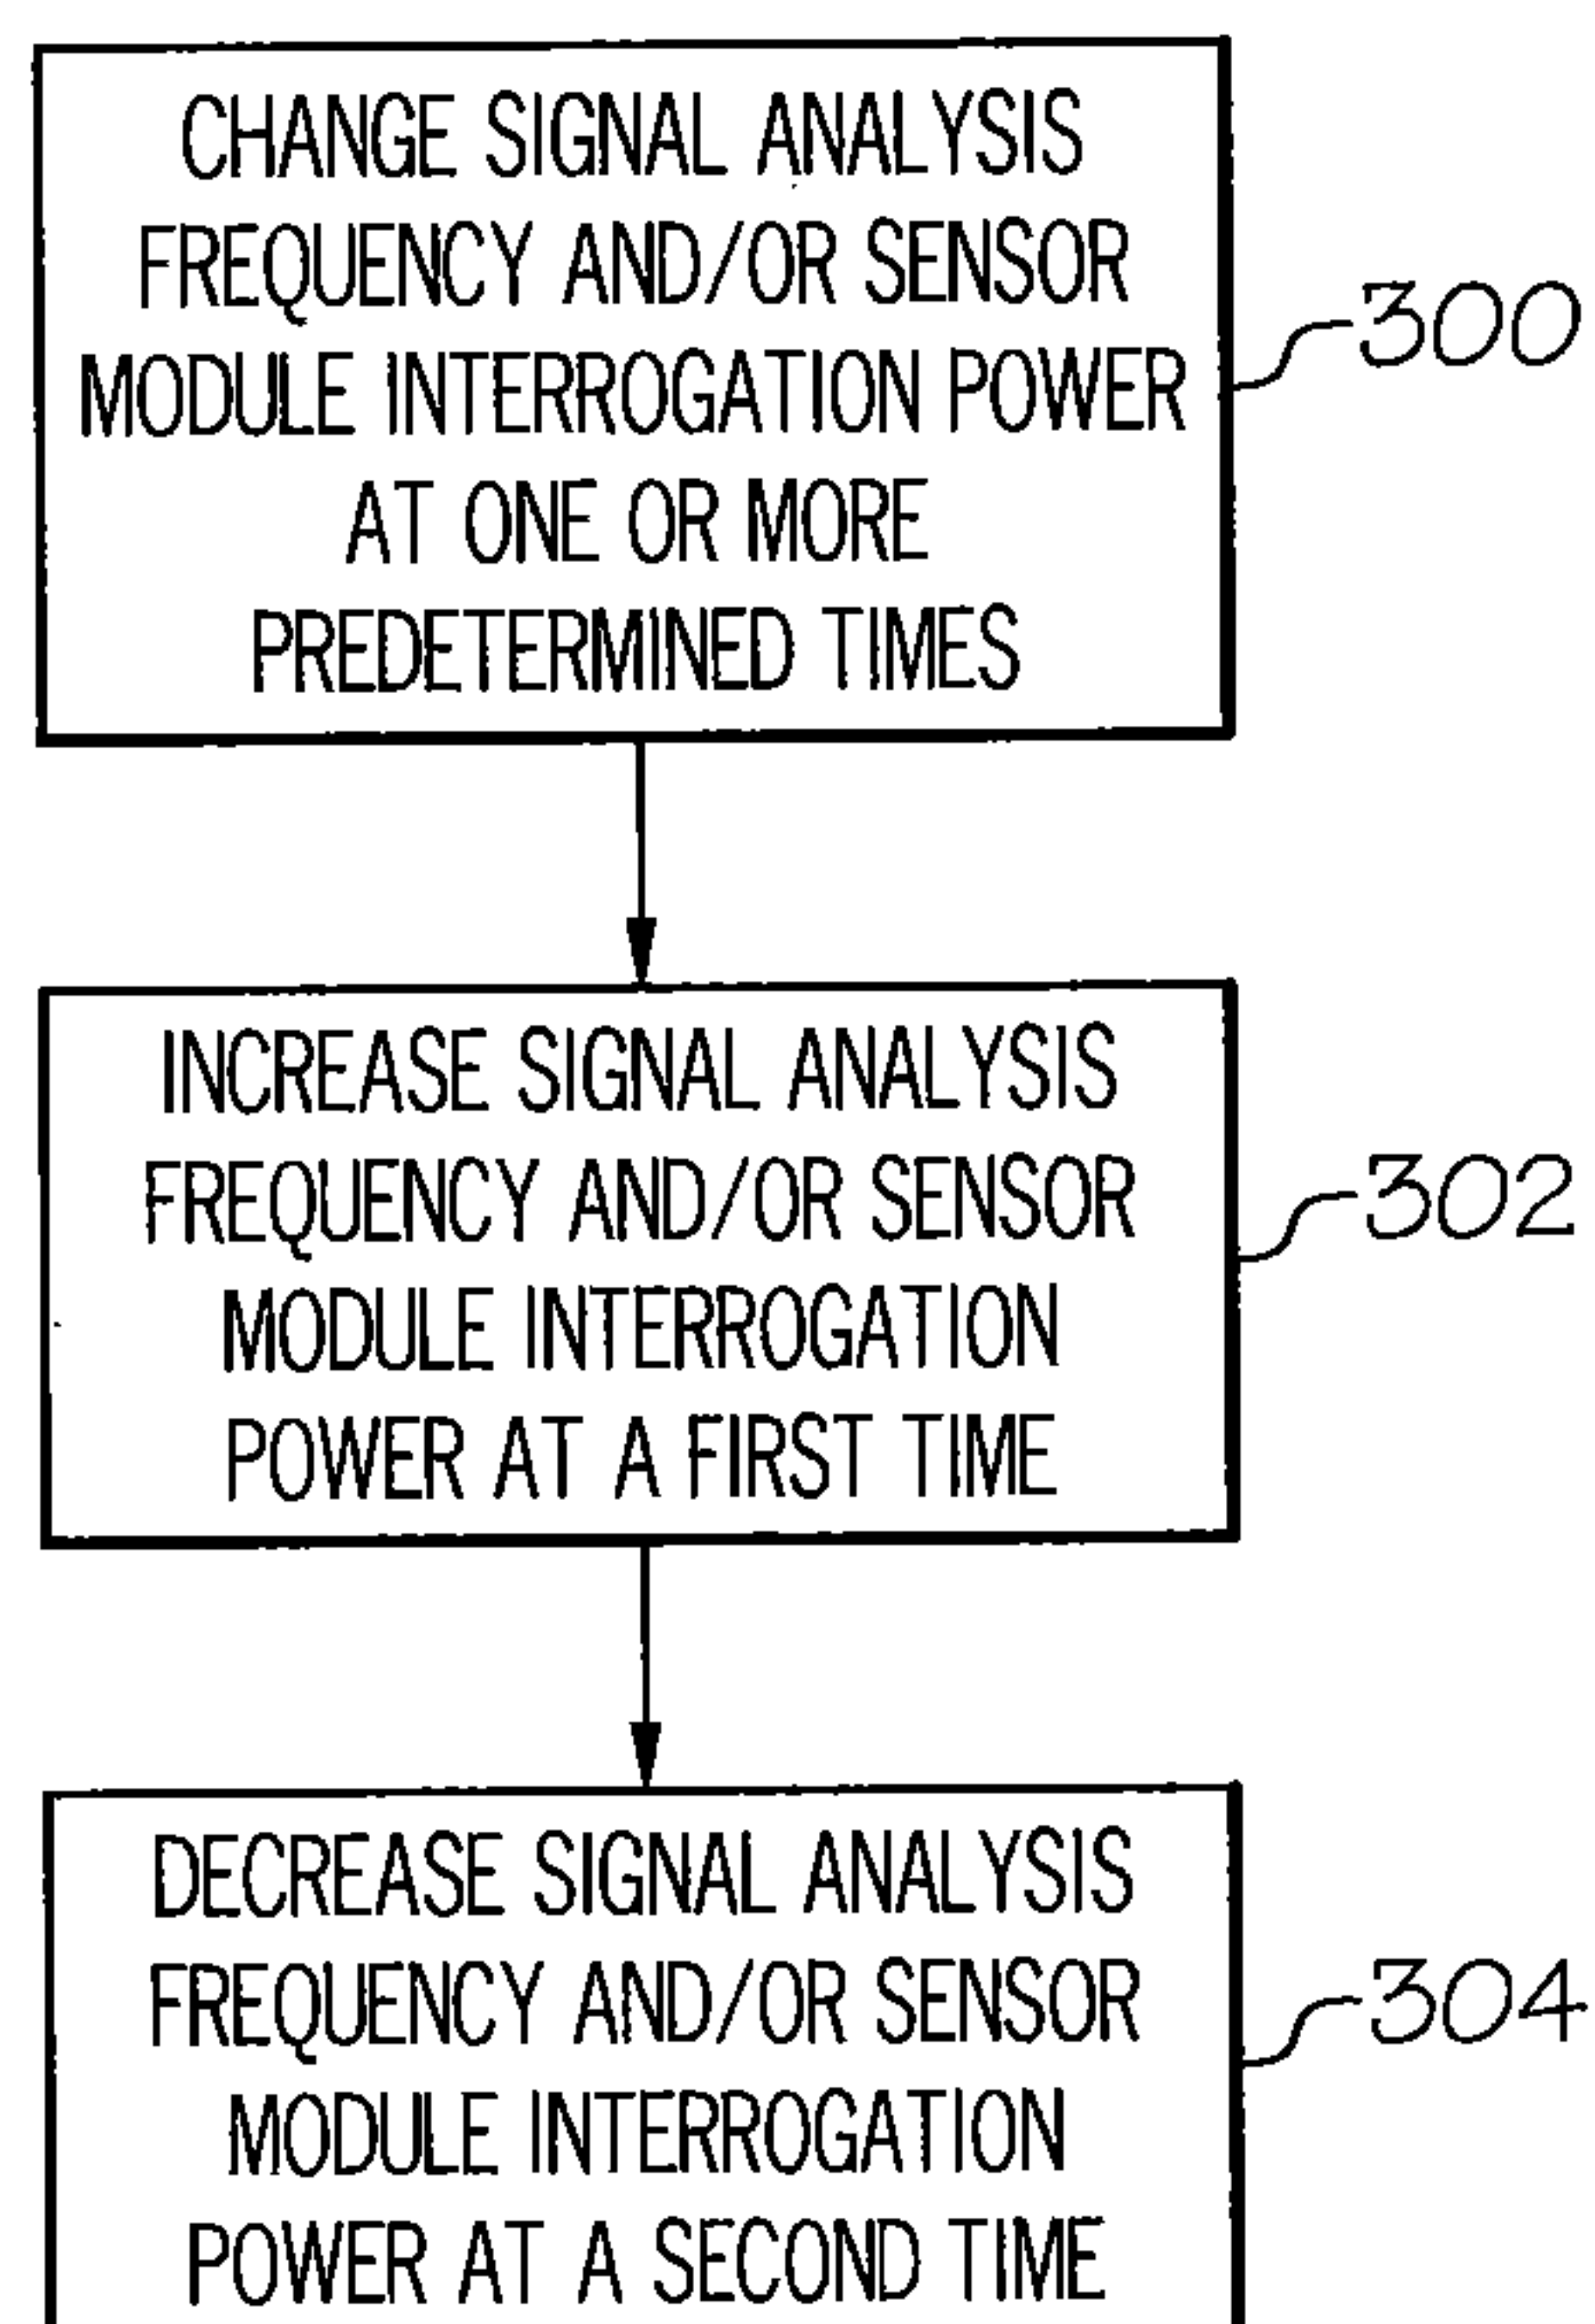 CHANGE SIGNAL ANALYSIS
FREQUENCY AND/OR SENSOR
MODULE INTERROGATION POWER
AT ONE OR MORE
PREDETERMINED TIMES
300
INCREASE SIGNAL ANALYSIS
FREQUENCY AND/OR SENSOR
MODULE INTERROGATION
POWER AT A FIRST TIME
302
DECREASE SIGNAL ANALYSIS
FREQUENCY AND/OR SENSOR
MODULE INTERROGATION
POWER AT A SECOND TIME
304